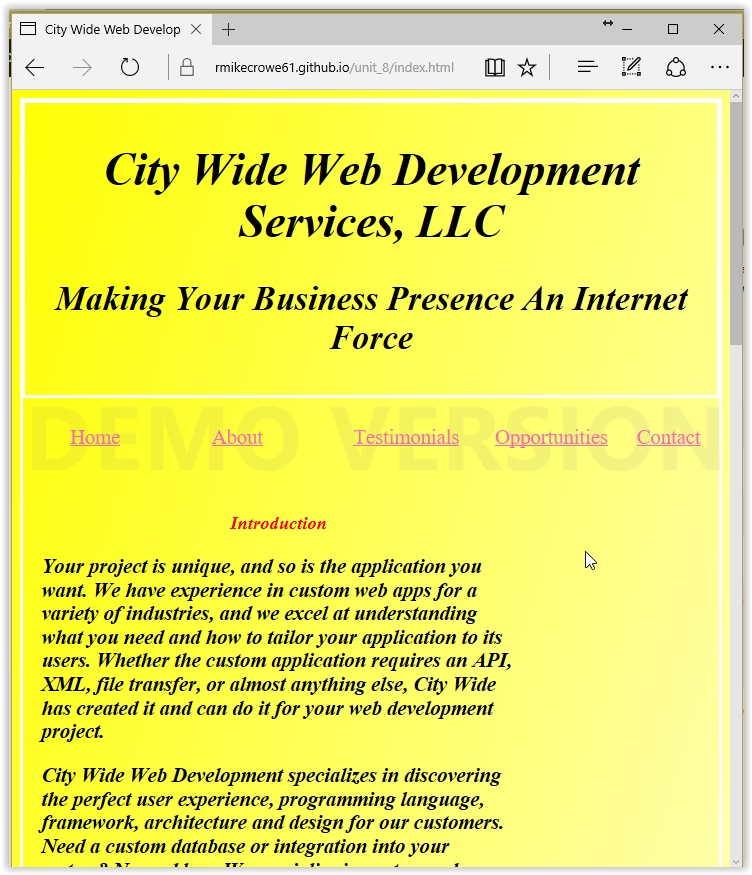 City Wide Web Develop
rmikecrowe61.github.io/unit_8/index.html
City Wide Web Development
Services, LLC
Making Your Business Presence An Internet
Force
DEMO VERSION
Home About Testimonials Opportunities Contact
Introduction
Your project is unique, and so is the application you
want. We have experience in custom web apps for a
variety of industries, and we excel at understanding
what you need and how to tailor your application to its
users. Whether the custom application requires an API,
XML, file transfer, or almost anything else, City Wide
has created it and can do it for your web development
project.
City Wide Web Development specializes in discovering
the perfect user experience, programming language,
framework, architecture and design for our customers.
Need a custom database or integration into your